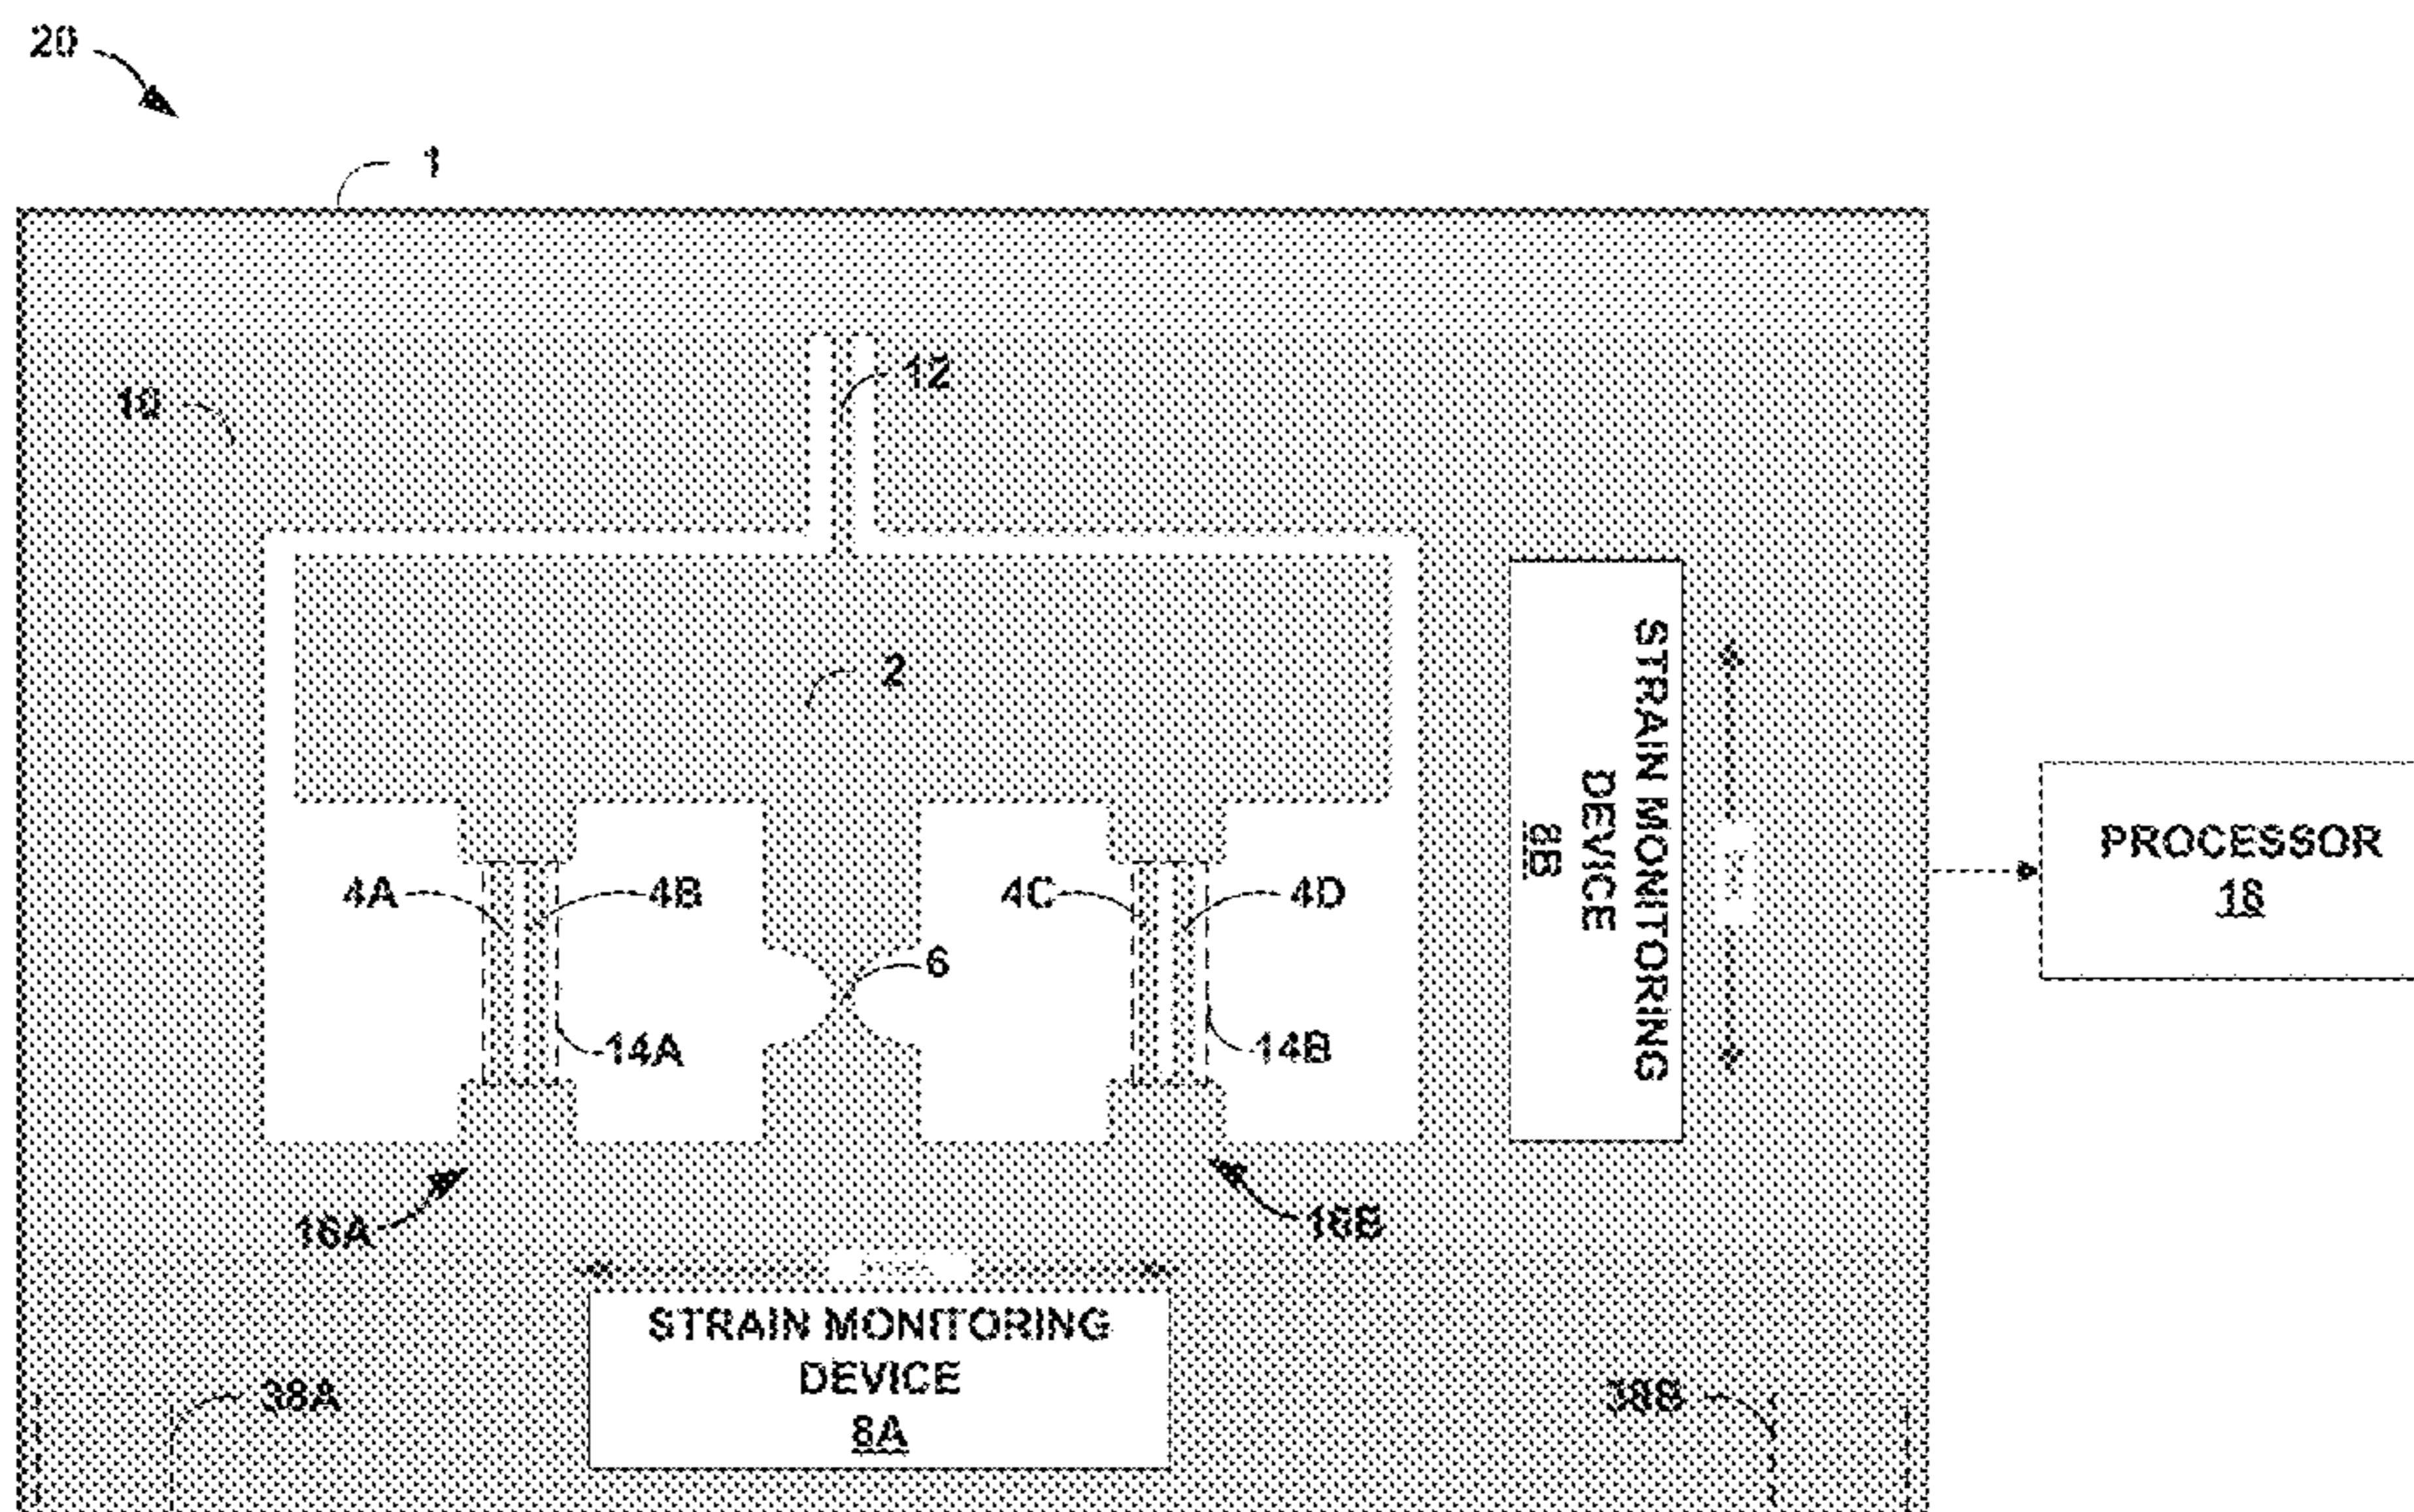 20
1
12
10
2
STRAIN MONITORING
DEVICE
8B
PROCESSOR
18
4A
4B
4C
4D
6
14A
14B
16A
16B
STRAIN MONITORING
DEVICE
8A
38A
38B